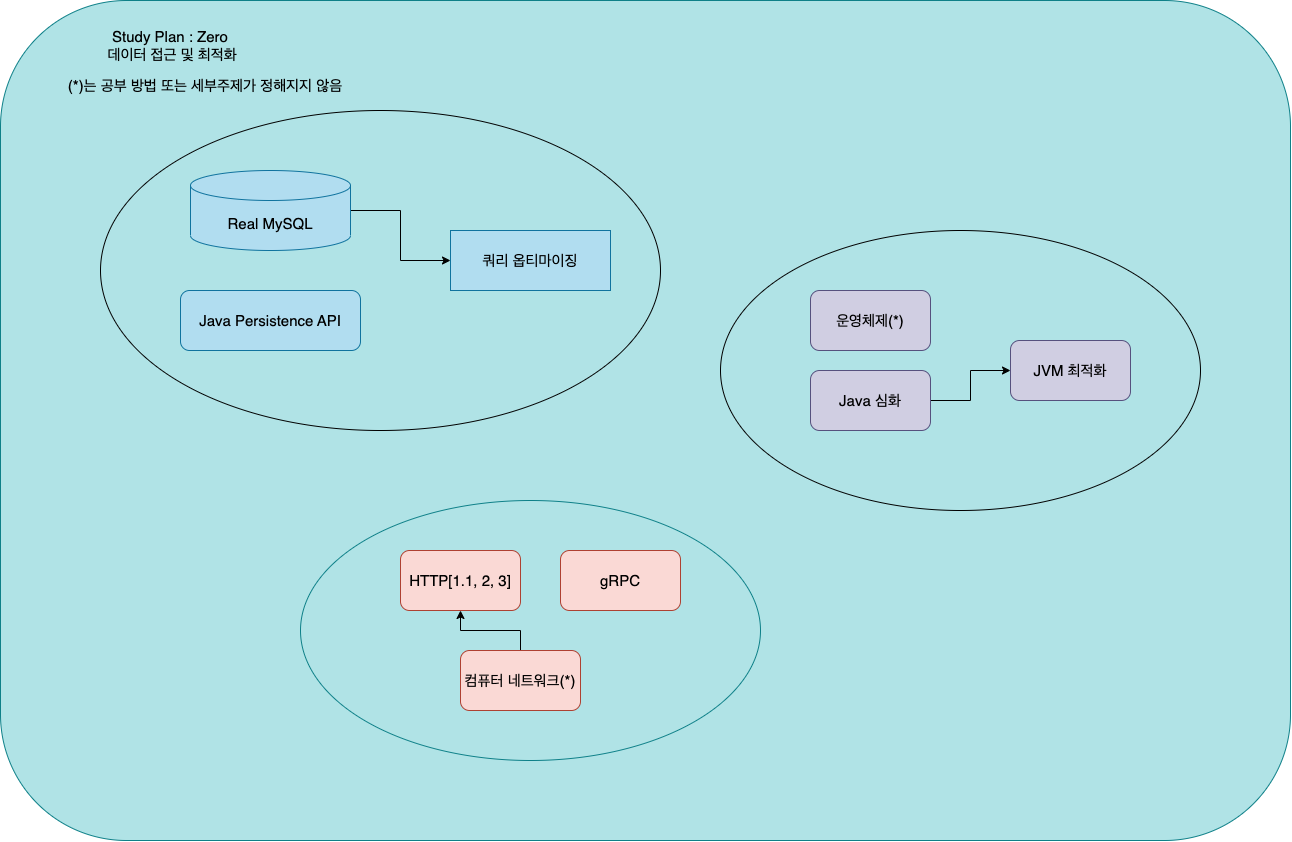 Study Plan : Zero
데이터 접근 및 최적화
(*)는 공부 방법 또는 세부주제가 정해지지 않음
Real MySQL
쿼리 옵티마이징
Java Persistence API
운영체제(*)
Java 심화
JVM 최적화
HTTP[1.1, 2, 3]
gRPC
컴퓨터 네트워크(*)